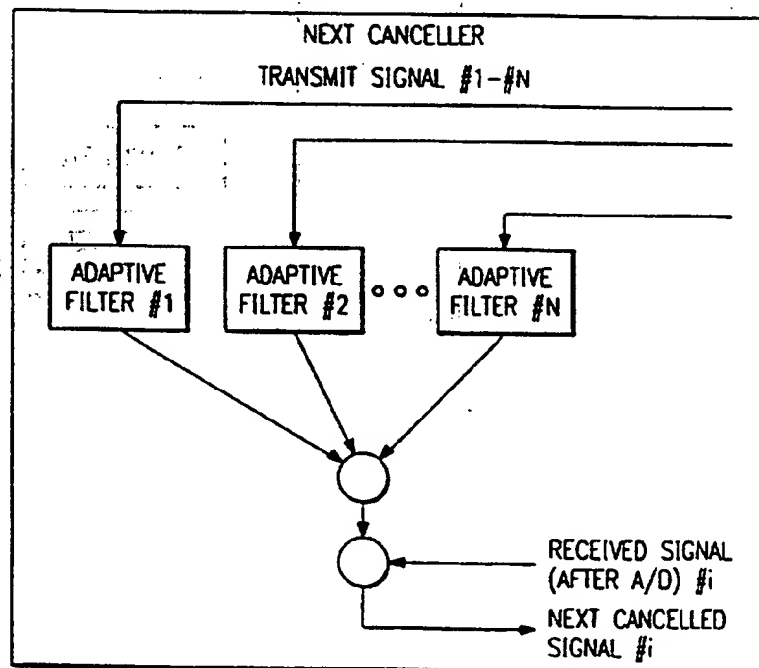 NEXT CANCELLER
TRANSMIT SIGNAL #1-#N
ADAPTIVE
FILTER #1
ADAPTIVE
FILTER #2
ADAPTIVE
FILTER #N
RECEIVED SIGNAL
(AFTER A/D) #i
NEXT CANCELLED
SIGNAL #i